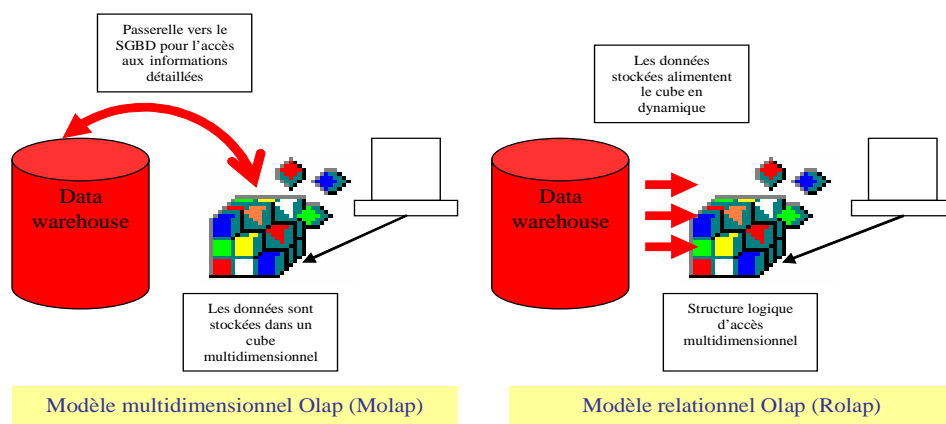 Passerelle vers le
SGBD pour l'accès
aux informations
détaillées
Data
warehouse
Les données sont
stockées dans un
cube
multidimensionnel
Modèle multidimensionnel Olap (Molap)
Les données
stockées alimentent
le cube en
dynamique
Data
warehouse
Structure logique
d'accès
multidimensionnel
Modèle relationnel Olap (Rolap)